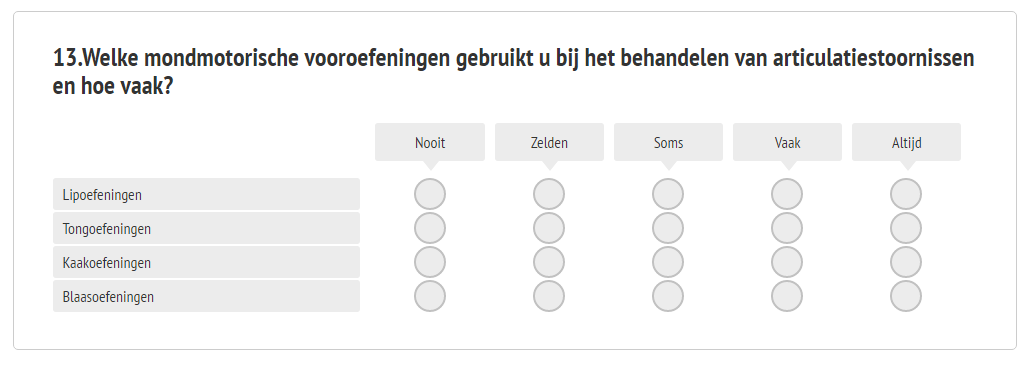 13.Welke mondmotorische vooroefeningen gebruikt u bij het behandelen van articulatiestoornissen
en hoe vaak?
Nooit Zelden Soms Vaak Altijd
Lipoefeningen
Tongoefeningen
Kaakoefeningen
Blaasoefeningen